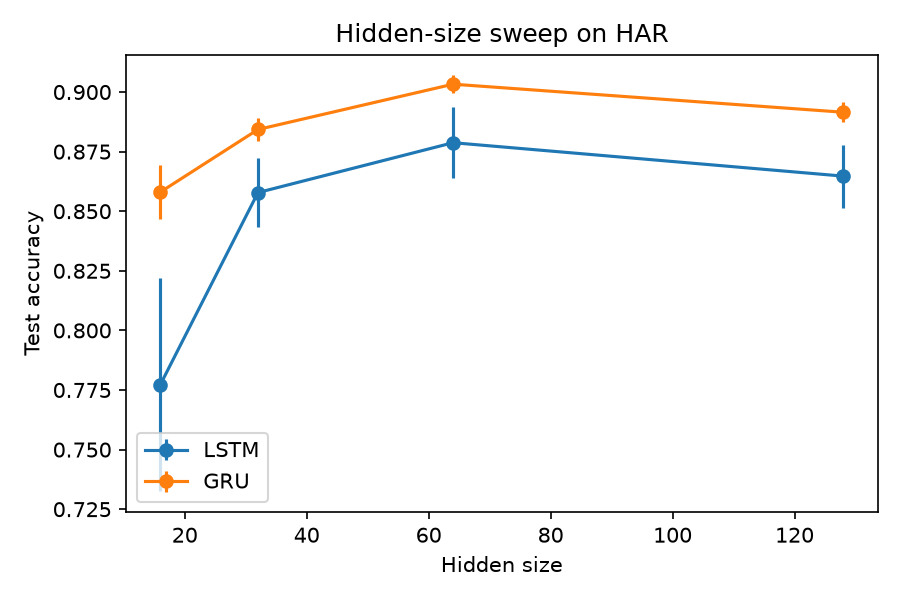 Hidden-size sweep on HAR
Test accuracy
0.900
0.875
0.850
0.825
0.800
0.775
0.750
0.725
LSTM
GRU
20 40 60 80 100 120
Hidden size